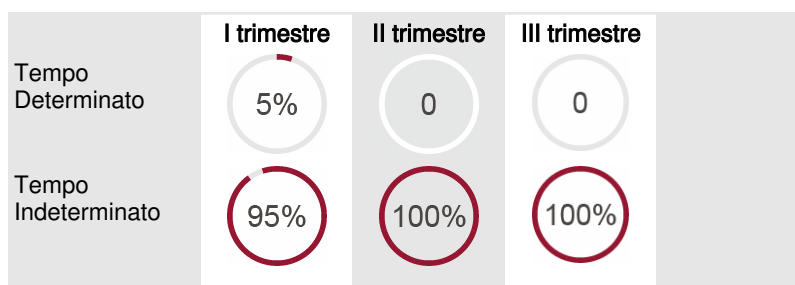 I trimestre II trimestre III trimestre
Tempo
Determinato
5% 0 0
Tempo
Indeterminato
95% 100% 100%